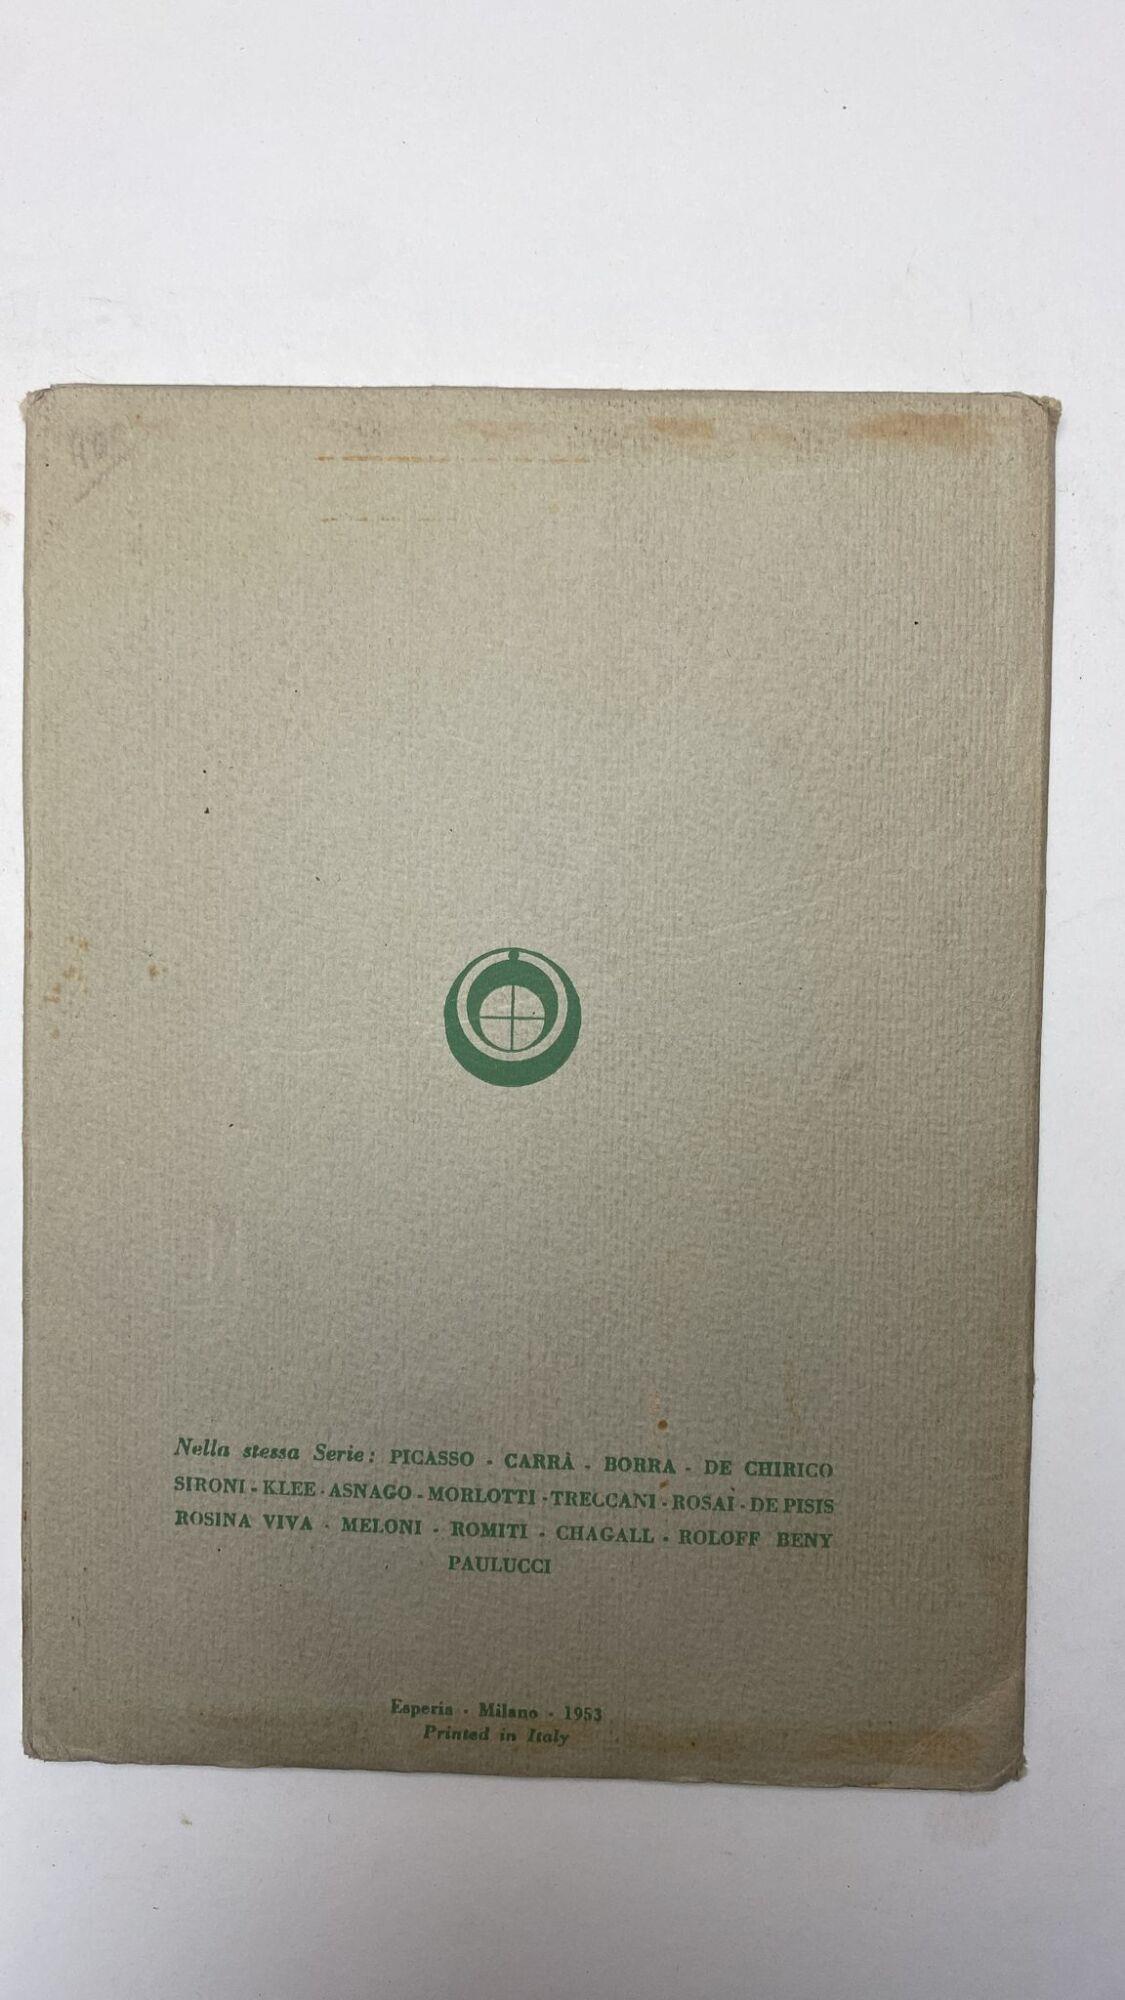 Nella stessa Serie: PICASSO - CARRÀ - BORRA - DE CHIRICO
SIRONI - KLEE - ASNAGO - MORLOTTI - TRECCANI - ROSAI - DE PISIS
ROSINA VIVA - MELONI - ROMITI - CHAGALL - ROLOFF BENY
PAULUCCI
Esperia - Milano - 1953
Printed in Italy